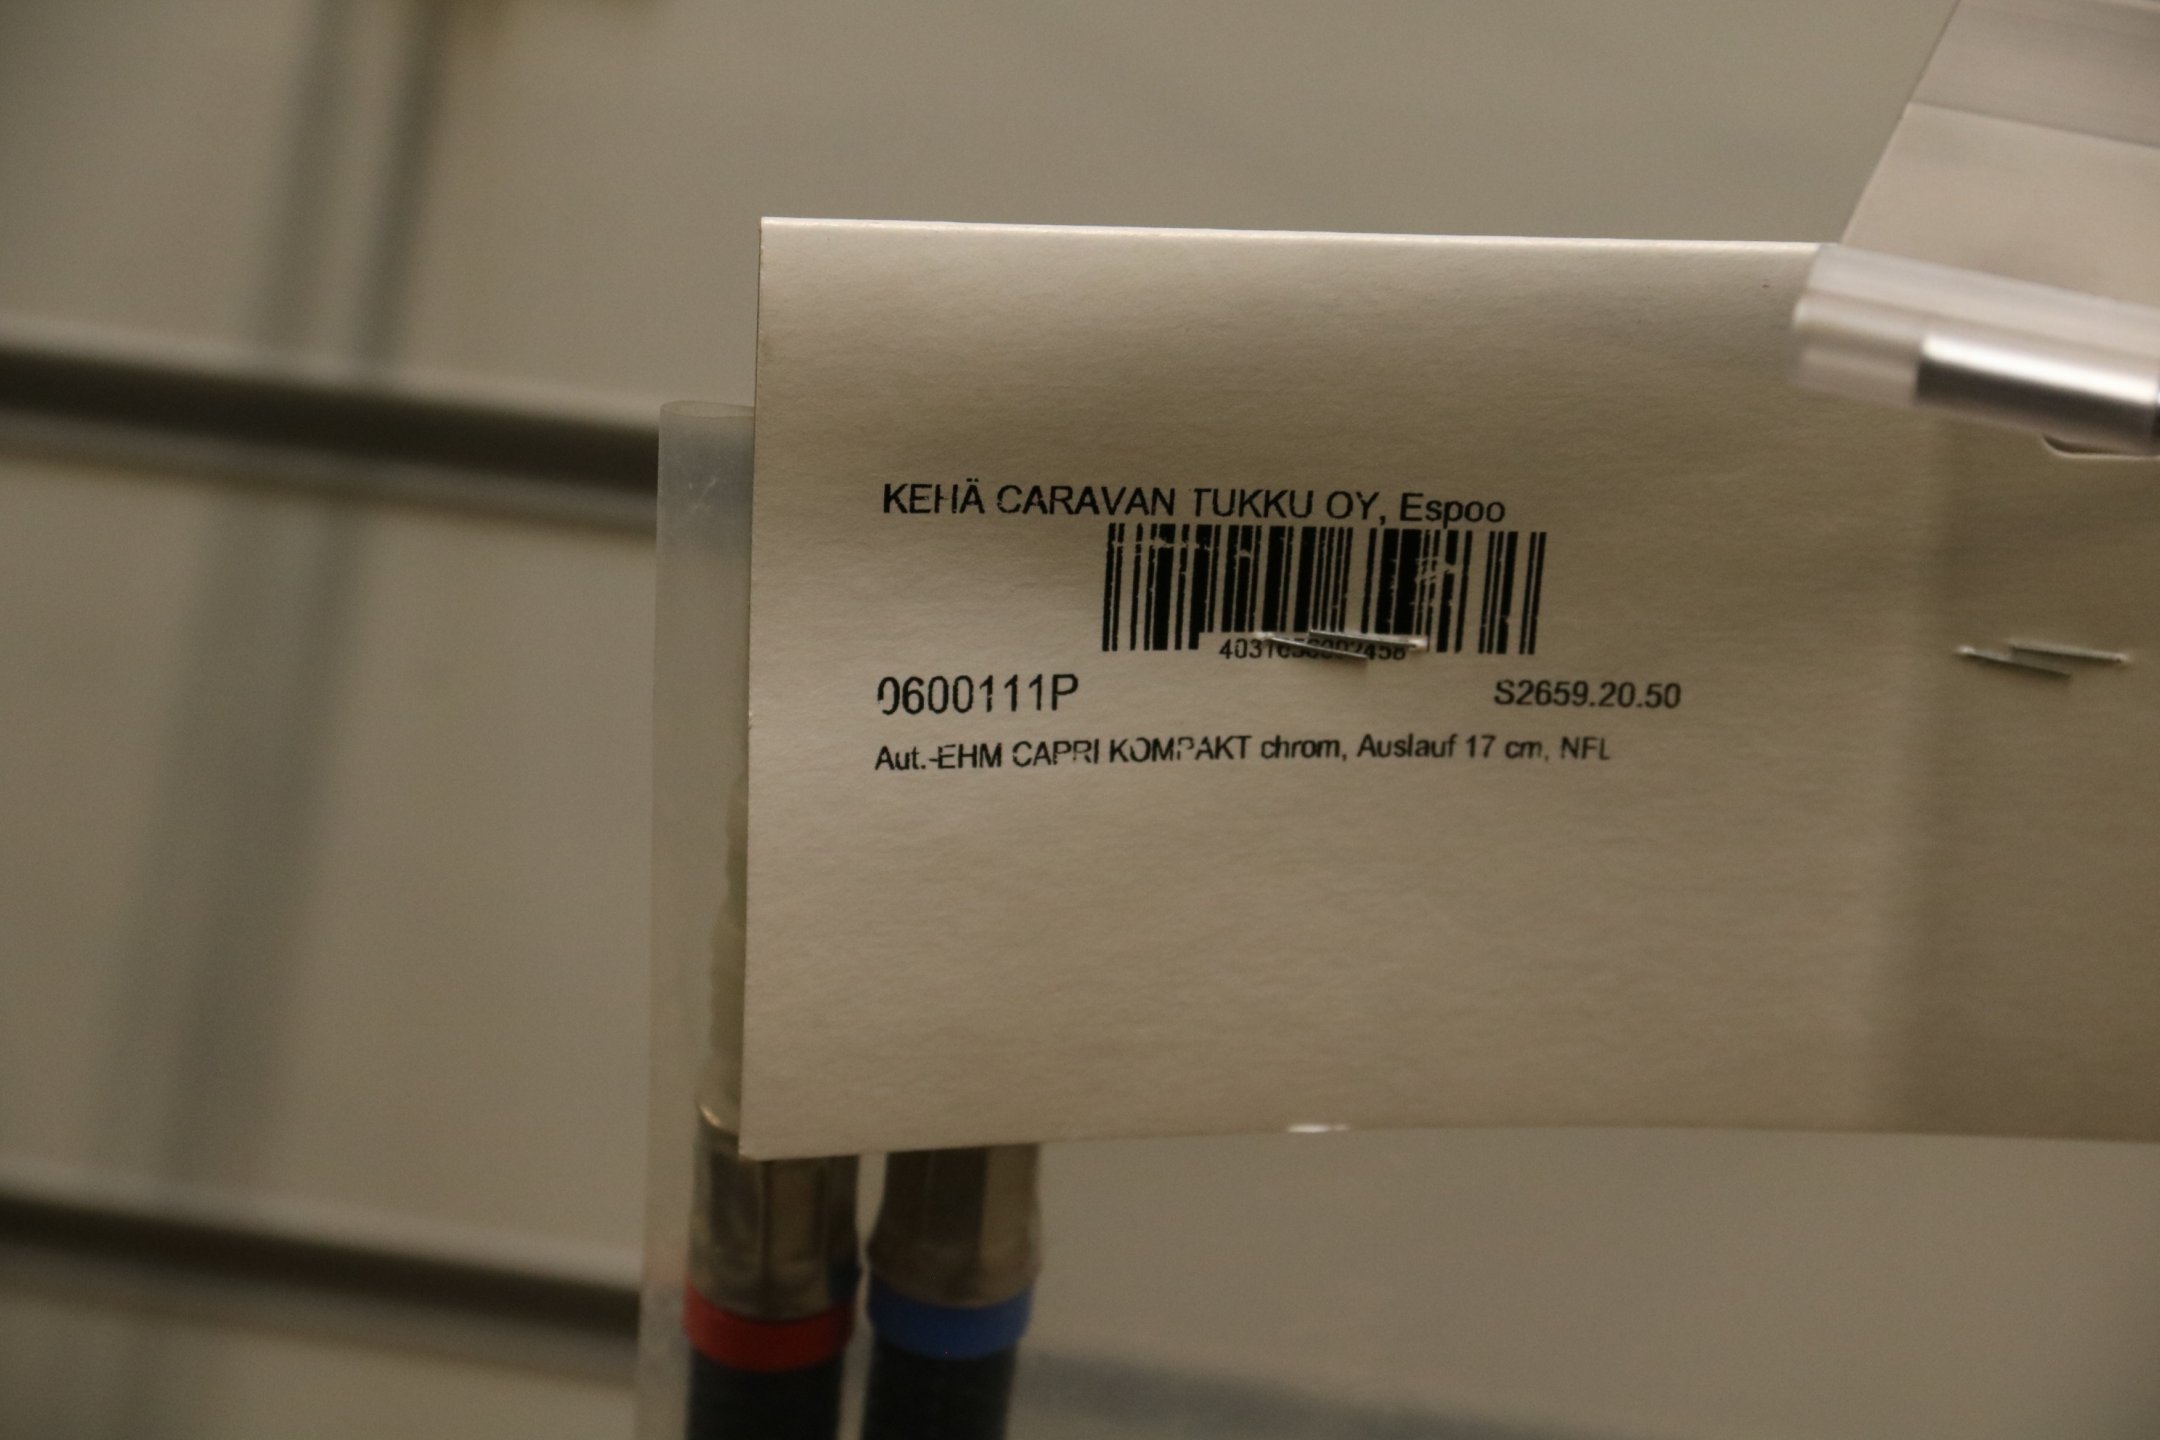 KEHÄ CARAVAN TUKKU OY, Espoo
0600111P
S2659.20.50
Aut.-EHM CAPRI KOMPAKT chrom, Auslauf 17 cm, NFL